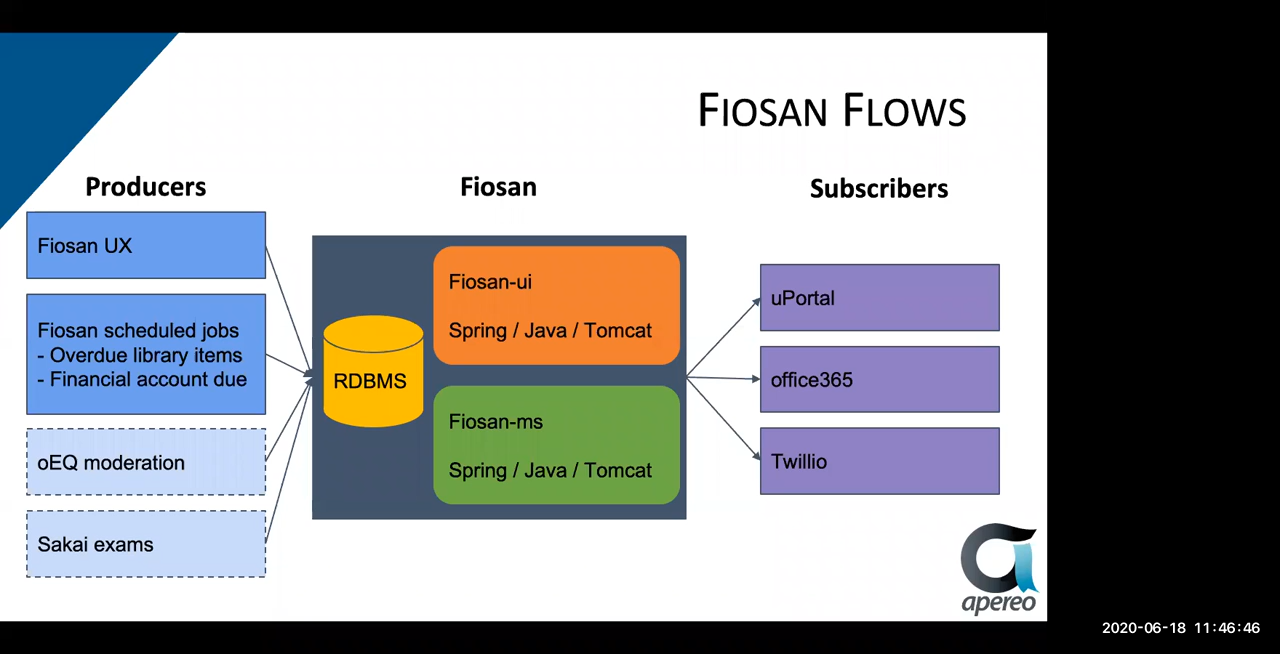 FIOSAN FLOWS
Producers
Fiosan
Subscribers
Fiosan UX
Fiosan scheduled jobs
- Overdue library items
- Financial account due
oEQ moderation
Sakai exams
RDBMS
Fiosan-ui
Spring / Java / Tomcat
Fiosan-ms
Spring / Java / Tomcat
uPortal
office365
Twillio
apereo
2020-06-18 11:46:46